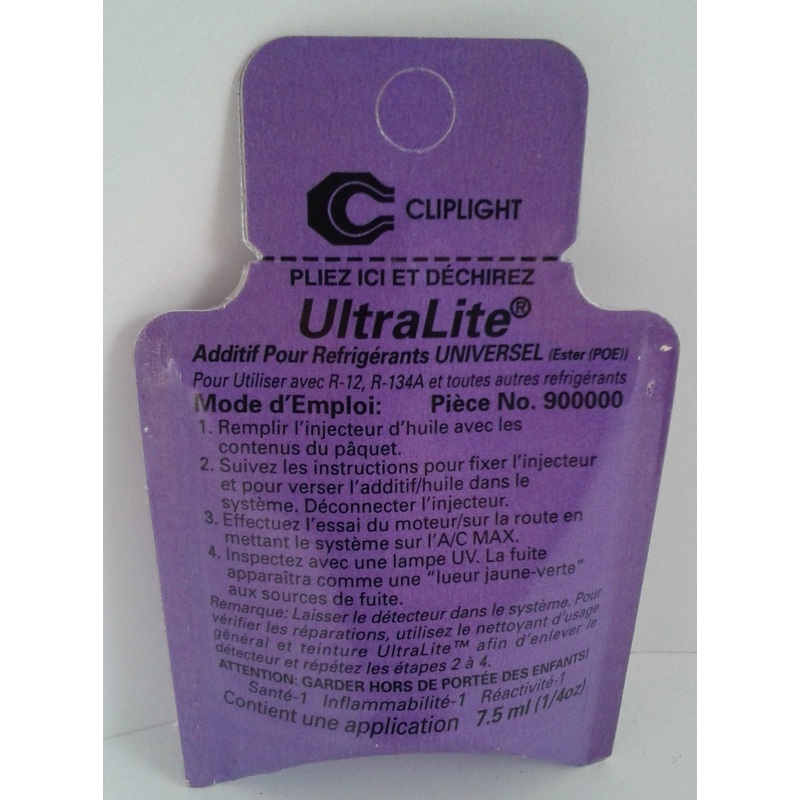 CLIPLIGHT
PLIEZ ICI ET DÉCHIREZ
UltraLite®
Additif Pour Refrigérants UNIVERSEL (Ester (POE))
Pour Utiliser avec R-12, R-134A et toutes autres refrigérants
Mode d'Emploi: Pièce No. 900000
1. Remplir l'injecteur d'huile avec les
contenus du pâquet.
2. Suivez les instructions pour fixer l'injecteur
et pour verser l'additif/huile dans le
système. Déconnecter l'injecteur.
3. Effectuez l'essai du moteur/sur la route en
mettant le système sur l'A/C MAX.
4. Inspectez avec une lampe UV. La fuite
apparaîtra comme une "lueur jaune-verte"
aux sources de fuite.
Remarque: Laisser le détecteur dans le système. Pour
vérifier les réparations, utilisez le nettoyant d'usage
général et teinture UltraLite™ afin d'enlever le
détecteur et répétez les étapes 2 à 4.
ATTENTION: GARDER HORS DE PORTÉE DES ENFANTS!
Santé-1 Inflammabilité-1 Réactivité-1
Contient une application 7.5 ml (1/4oz)